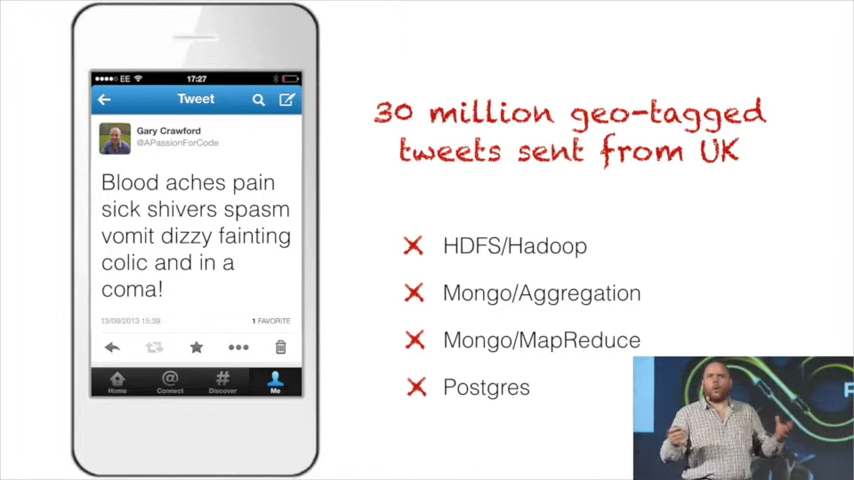 EE 17:27
Tweet
Gary Crawford
@APassionForCode
Blood aches pain
sick shivers spasm
vomit dizzy fainting
colic and in a
coma!
13/09/2013 15:39 1 FAVORITE
Home Connect Discover Me
30 million geo-tagged
tweets sent from UK
HDFS/Hadoop
Mongo/Aggregation
Mongo/MapReduce
Postgres